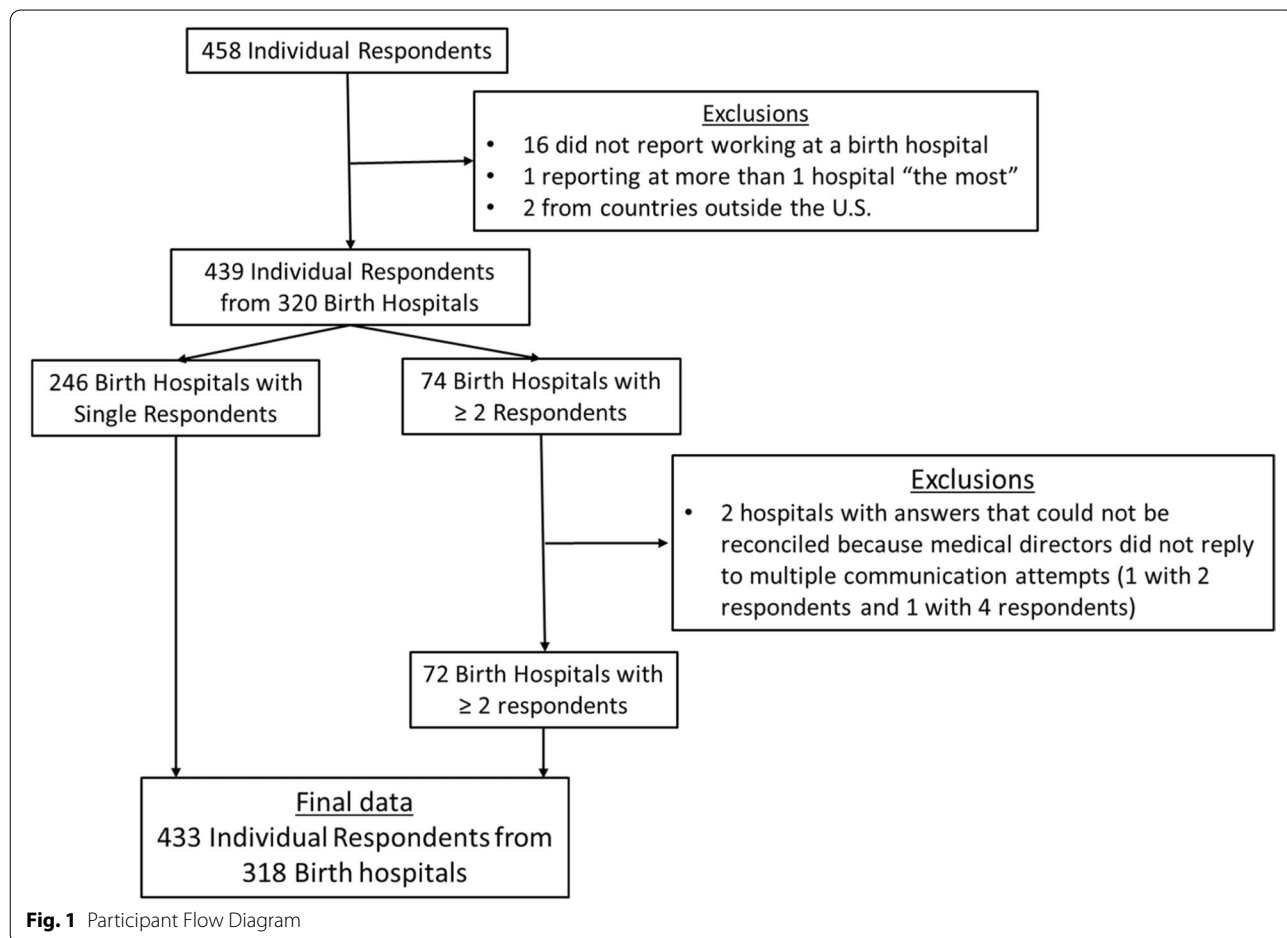 458 Individual Respondents
Exclusions
• 16 did not report working at a birth hospital
• 1 reporting at more than 1 hospital “the most”
• 2 from countries outside the U.S.
439 Individual Respondents
from 320 Birth Hospitals
246 Birth Hospitals with
Single Respondents
74 Birth Hospitals with
≥ 2 Respondents
Exclusions
• 2 hospitals with answers that could not be
reconciled because medical directors did not reply
to multiple communication attempts (1 with 2
respondents and 1 with 4 respondents)
72 Birth Hospitals with
≥ 2 respondents
Final data
433 Individual Respondents from
318 Birth hospitals
Fig. 1 Participant Flow Diagram